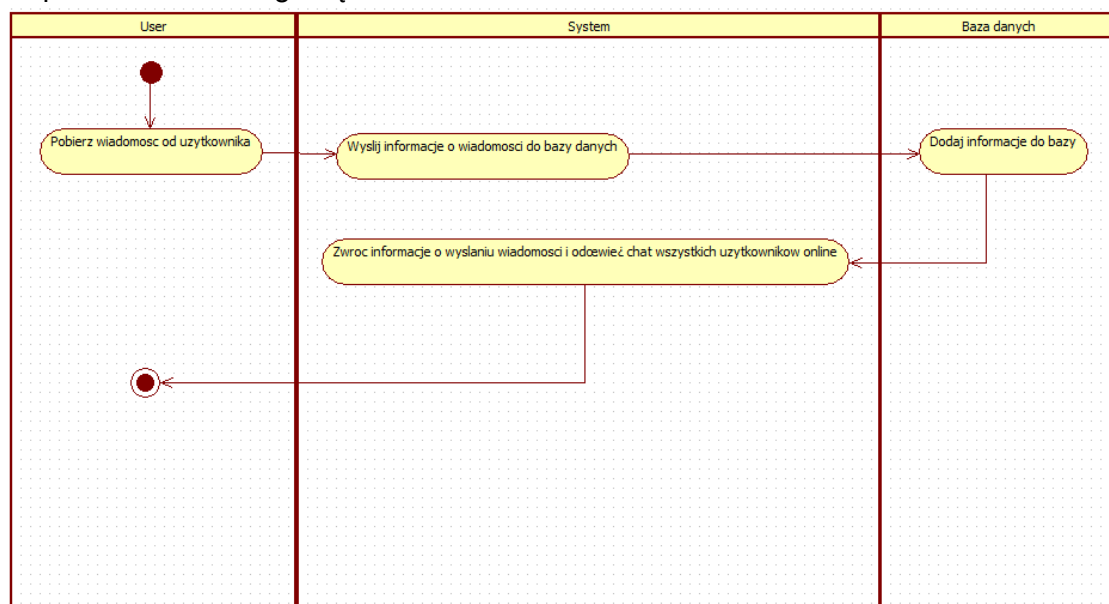 User
System
Baza danych
Pobierz wiadomosc od uzytkownika
Wyslij informacje o wiadomosci do bazy danych
Dodaj informacje do bazy
Zwroc informacje o wyslaniu wiadomosci i odœwieć chat wszystkich uzytkownikow online